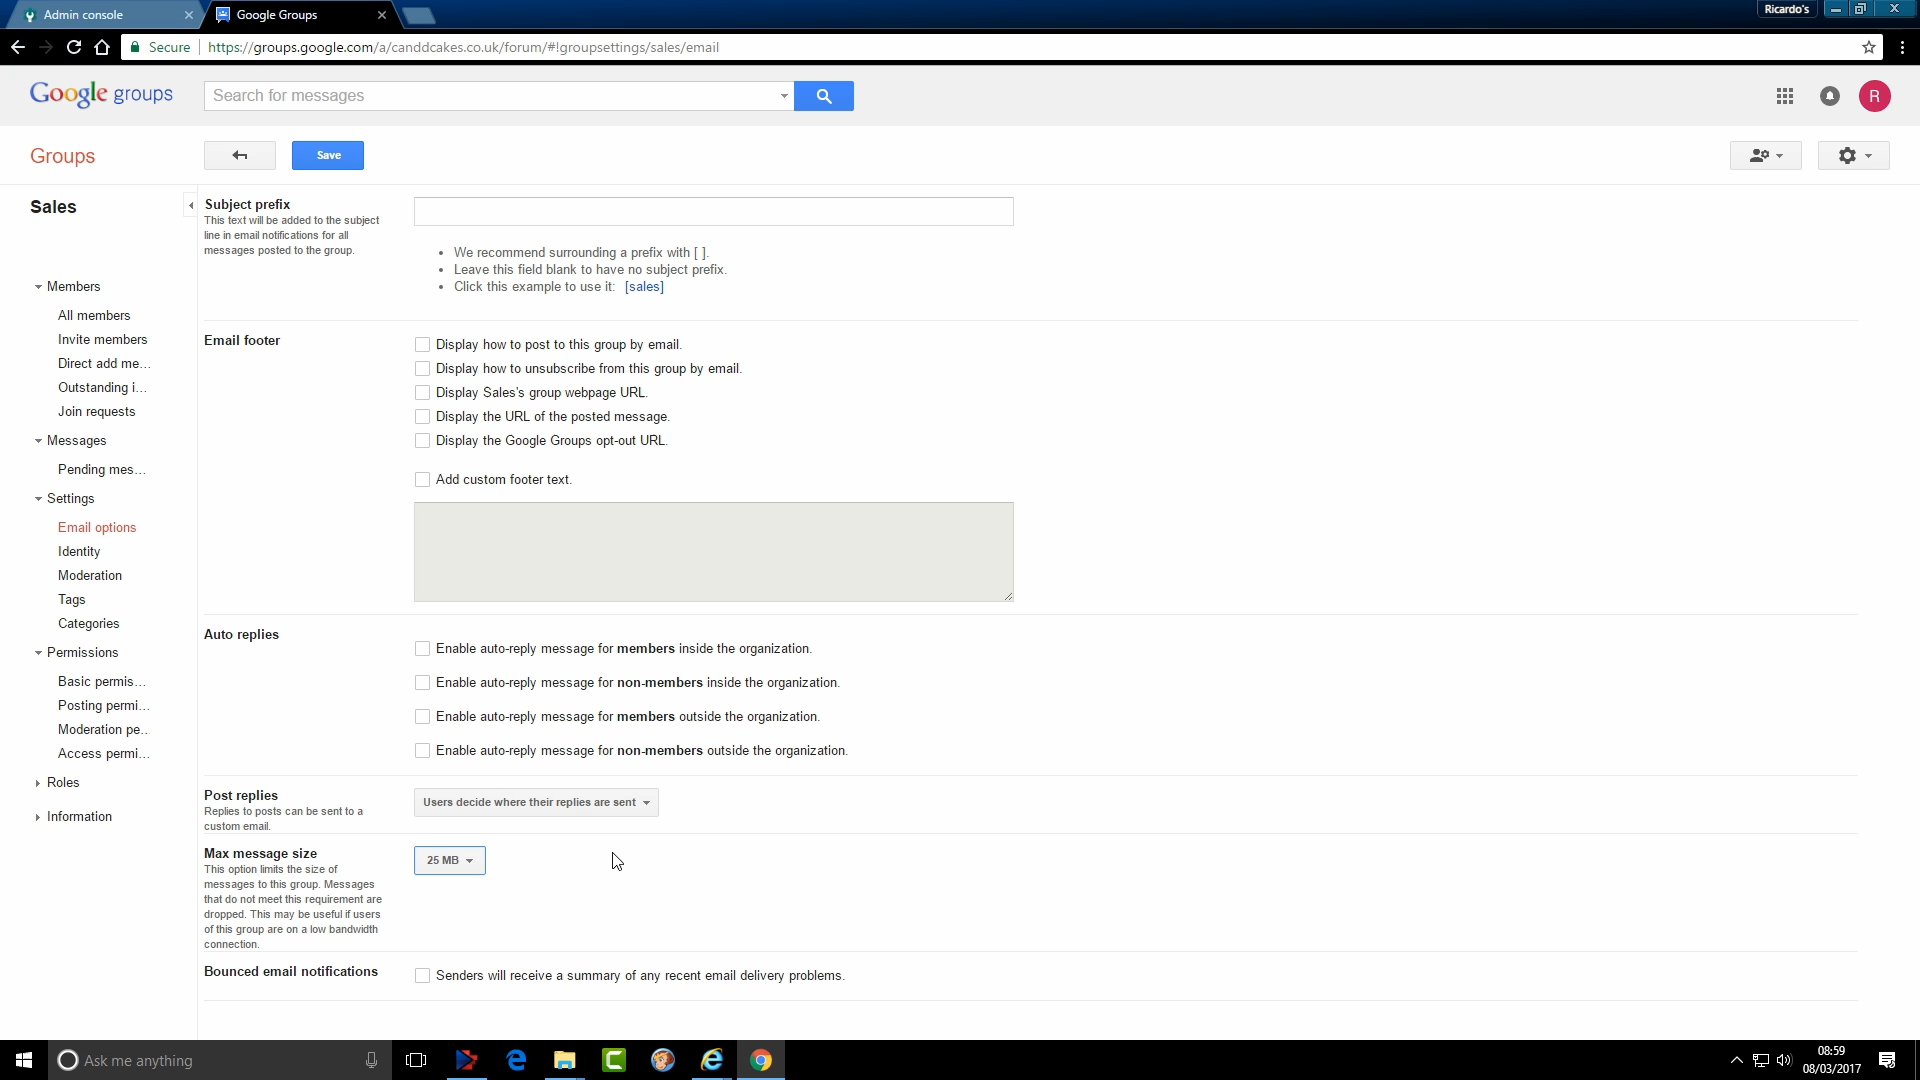 Admin console
Google Groups
Ricardo's
Secure
https://groups.google.com/a/canddcakes.co.uk/forum/#!groupsettings/sales/email
Google groups
Search for messages
R
Groups
Save
Sales
Subject prefix
This text will be added to the subject
line in email notifications for all
messages posted to the group.
We recommend surrounding a prefix with [ ].
Leave this field blank to have no subject prefix.
Click this example to use it: [sales]
Members
All members
Invite members
Direct add me...
Outstanding i...
Join requests
Messages
Pending mes...
Settings
Email options
Identity
Moderation
Tags
Categories
Permissions
Basic permis...
Posting permi...
Moderation pe...
Access permi...
Roles
Information
Email footer
Display how to post to this group by email.
Display how to unsubscribe from this group by email.
Display Sales's group webpage URL.
Display the URL of the posted message.
Display the Google Groups opt-out URL.
Add custom footer text.
Auto replies
Enable auto-reply message for members inside the organization.
Enable auto-reply message for non-members inside the organization.
Enable auto-reply message for members outside the organization.
Enable auto-reply message for non-members outside the organization.
Post replies
Replies to posts can be sent to a
custom email.
Users decide where their replies are sent
Max message size
This option limits the size of
messages to this group. Messages
that do not meet this requirement are
dropped. This may be useful if users
of this group are on a low bandwidth
connection.
25 MB
Bounced email notifications
Senders will receive a summary of any recent email delivery problems.
Ask me anything
08:59
08/03/2017